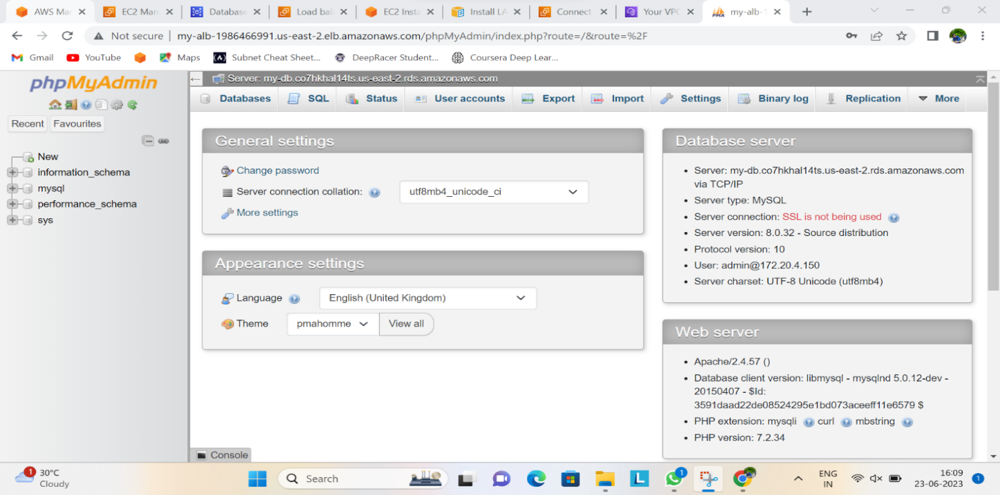 AWS Ma
EC2 Man
Database
Load bal
EC2 Insta
Install LA
Connect
Your VPC
my-alb-1
Not secure
my-alb-1986466991.us-east-2.elb.amazonaws.com/phpMyAdmin/index.php?route=/&route=%2F
Gmail
YouTube
Maps
Subnet Cheat Sheet...
DeepRacer Student...
Coursera Deep Lear...
phpMyAdmin
Recent
Favourites
New
information_schema
mysql
performance_schema
sys
Server: my-db.co7hkhal14ts.us-east-2.rds.amazonaws.com
Databases
SQL
Status
User accounts
Export
Import
Settings
Binary log
Replication
More
General settings
Change password
Server connection collation:
utf8mb4_unicode_ci
More settings
Appearance settings
Language
English (United Kingdom)
Theme
pmahomme
View all
Database server
Server: my-db.co7hkhal14ts.us-east-2.rds.amazonaws.com
via TCP/IP
Server type: MySQL
Server connection: SSL is not being used
Server version: 8.0.32 - Source distribution
Protocol version: 10
User: admin@172.20.4.150
Server charset: UTF-8 Unicode (utf8mb4)
Web server
Apache/2.4.57 ()
Database client version: libmysql - mysqlnd 5.0.12-dev -
20150407 - $Id:
3591daad22de08524295e1bd073aceeff11e6579 $
PHP extension: mysqli curl mbstring
PHP version: 7.2.34
Console
1
30°C
Cloudy
Search
L
1
ENG
IN
16:09
23-06-2023
1